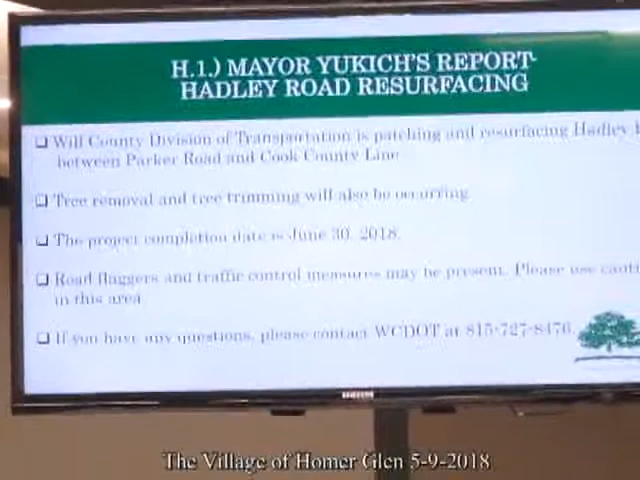 H.1.) MAYOR YUKICH'S REPORT-
HADLEY ROAD RESURFACING
Will County Division of Transportation is patching and resurfacing Hadley
between Parker Road and Cook County Line
Tree removal and tree trimming will also be occurring
The project completion date is June 30, 2018.
Road flaggers and traffic control measures may be present. Please use
in this area
If you have any questions, please contact WCDOT at 815-727-8476.
SAMSUNG
The Village of Homer Glen 5-9-2018